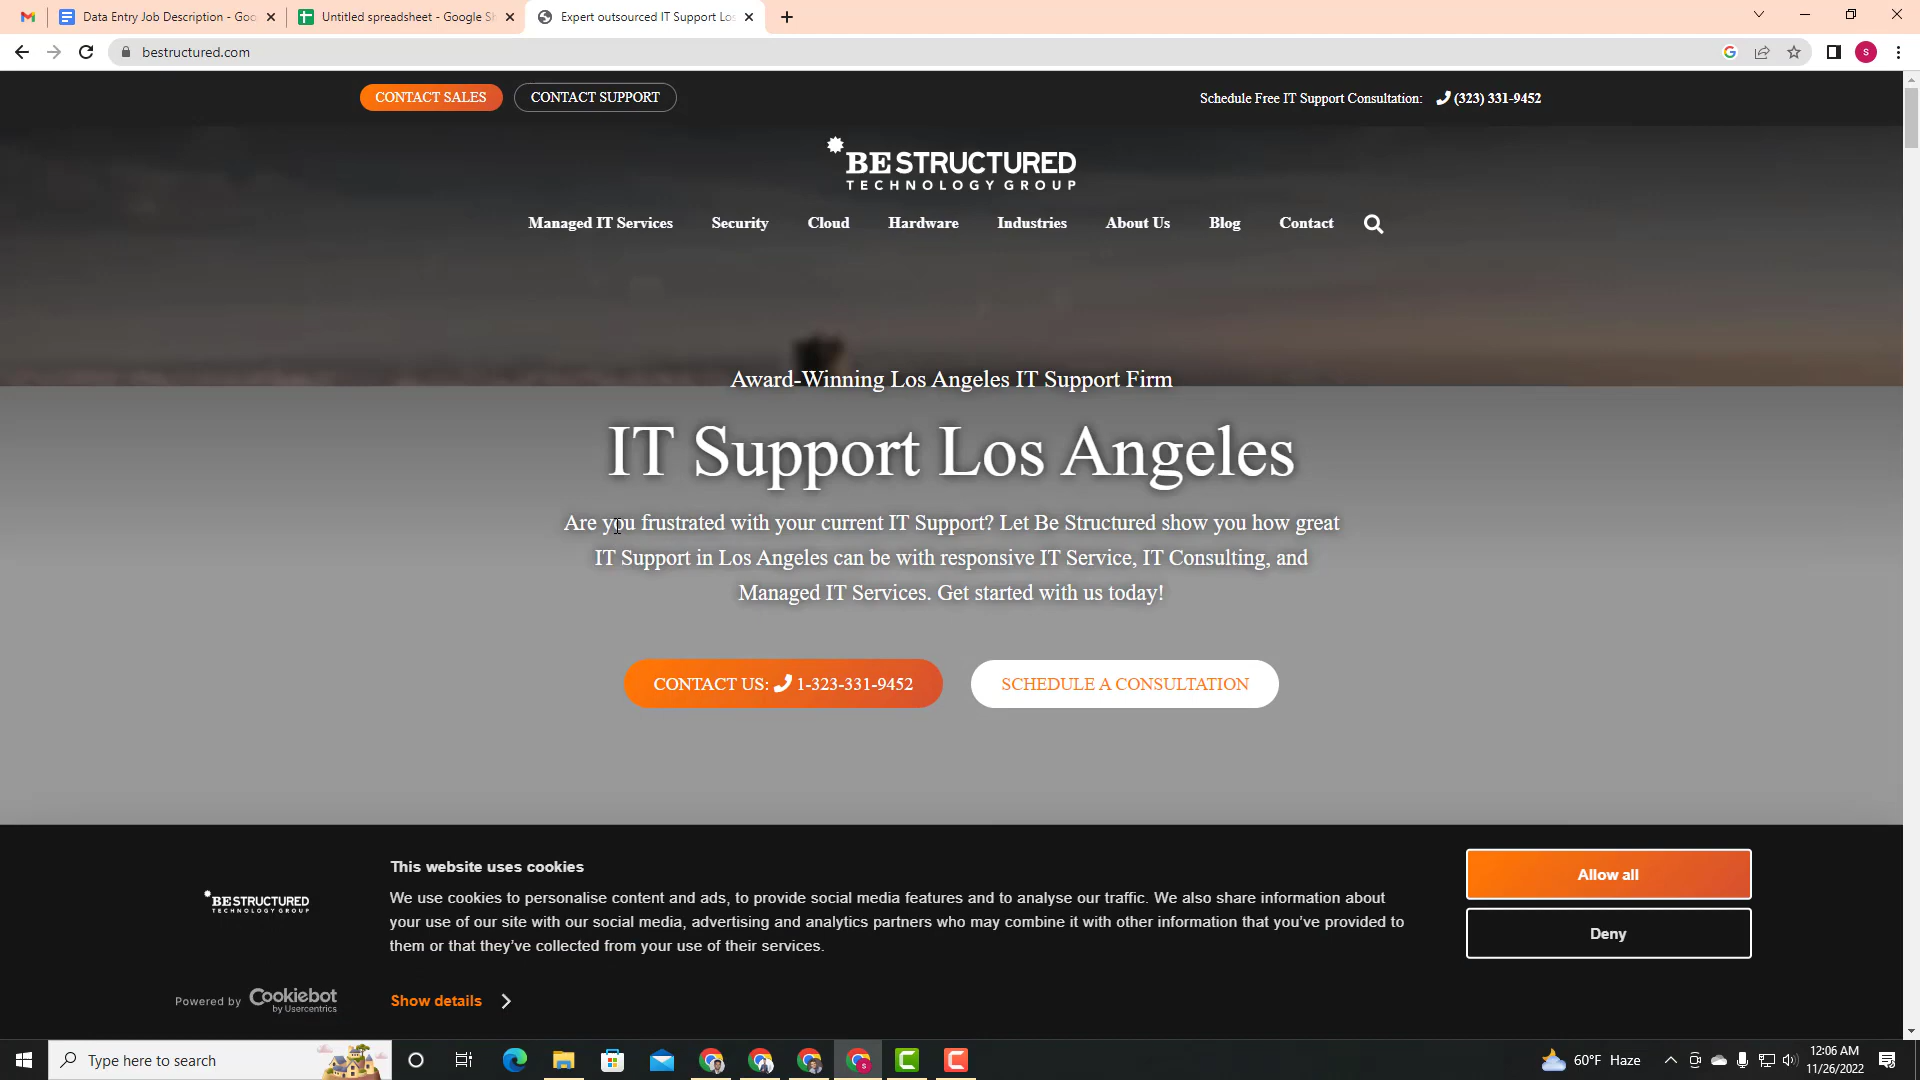 Data Entry Job Description - Goo
Untitled spreadsheet - Google Sh
Expert outsourced IT Support Los
bestructured.com
S
CONTACT SALES
CONTACT SUPPORT
Schedule Free IT Support Consultation:
(323) 331-9452
BE STRUCTURED
TECHNOLOGY GROUP
Managed IT Services
Security
Cloud
Hardware
Industries
About Us
Blog
Contact
Award-Winning Los Angeles IT Support Firm
IT Support Los Angeles
Are you frustrated with your current IT Support? Let Be Structured show you how great
IT Support in Los Angeles can be with responsive IT Service, IT Consulting, and
Managed IT Services. Get started with us today!
CONTACT US: 1-323-331-9452
SCHEDULE A CONSULTATION
This website uses cookies
BE STRUCTURED
TECHNOLOGY GROUP
We use cookies to personalise content and ads, to provide social media features and to analyse our traffic. We also share information about
your use of our site with our social media, advertising and analytics partners who may combine it with other information that you've provided to
them or that they've collected from your use of their services.
Allow all
Deny
Powered by Cookiebot
by Usercentrics
Show details
Type here to search
60°F Haze
12:06 AM
11/26/2022